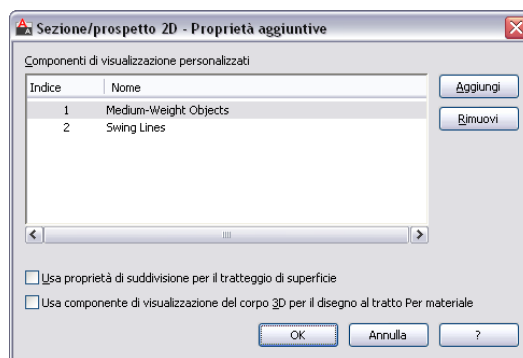 Sezione/prospetto 2D - Proprietà aggiuntive
Componenti di visualizzazione personalizzati
Indice Nome
1 Medium-Weight Objects
2 Swing Lines
Aggiungi
Rimuovi
Usa proprietà di suddivisione per il tratteggio di superficie
Usa componente di visualizzazione del corpo 3D per il disegno al tratto Per materiale
OK Annulla ?